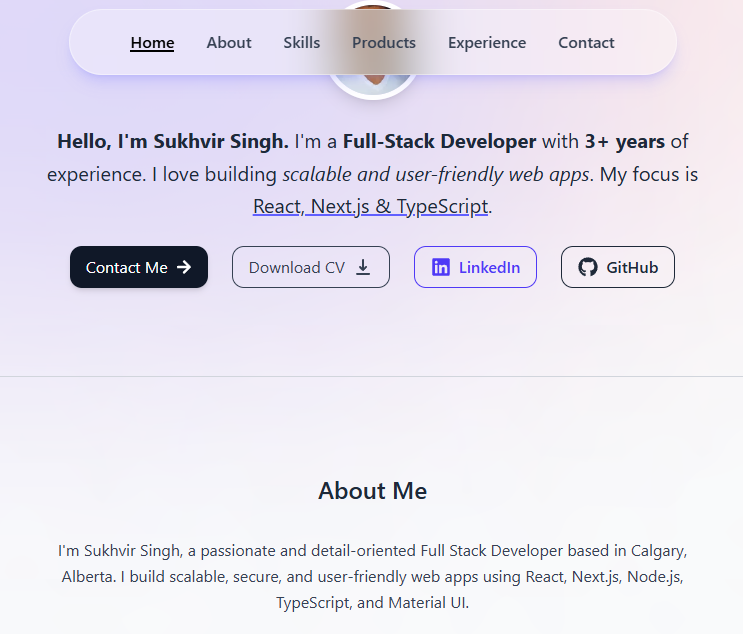 Home About Skills Products Experience Contact
Hello, I'm Sukhvir Singh. I'm a Full-Stack Developer with 3+ years of
experience. I love building scalable and user-friendly web apps. My focus is
React, Next.js & TypeScript.
Contact Me Download CV LinkedIn GitHub
About Me
I'm Sukhvir Singh, a passionate and detail-oriented Full Stack Developer based in Calgary,
Alberta. I build scalable, secure, and user-friendly web apps using React, Next.js, Node.js,
TypeScript, and Material UI.